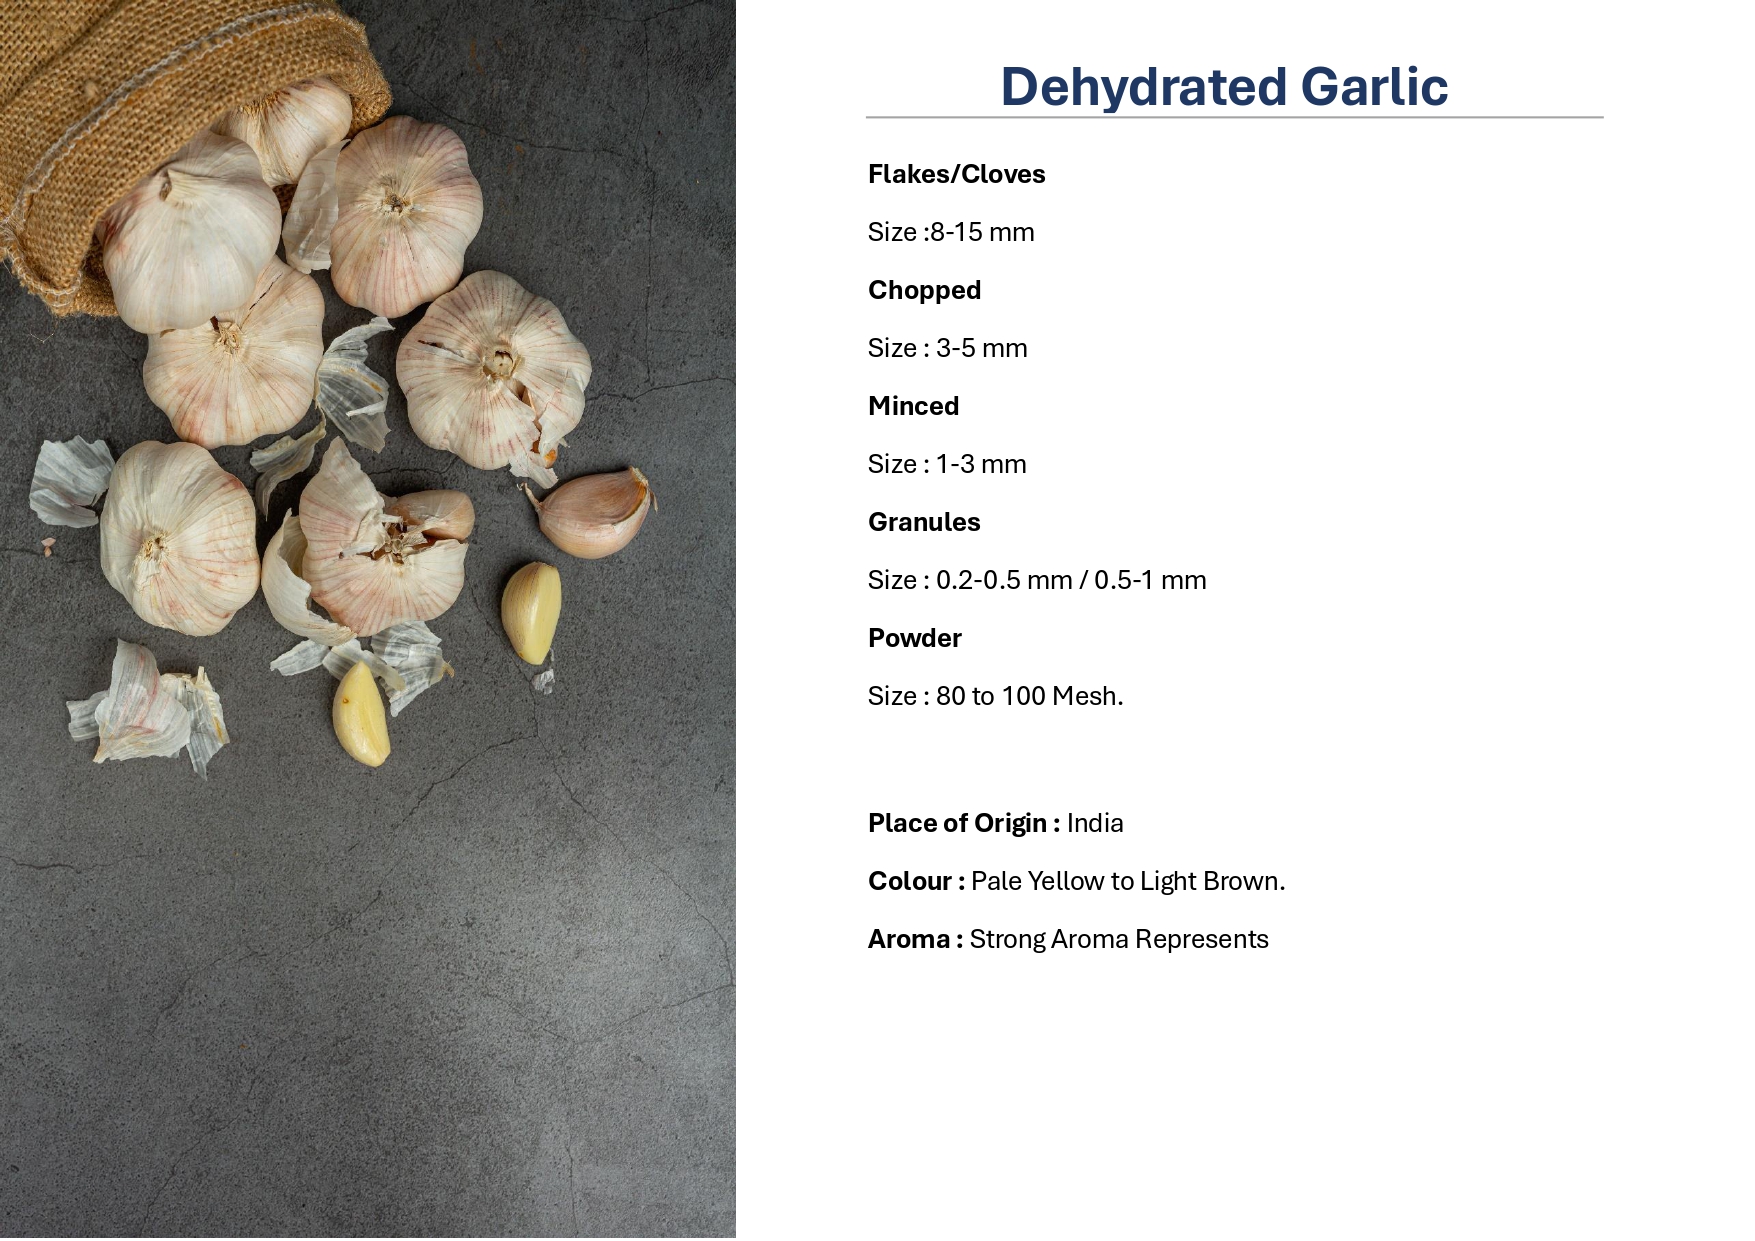 Dehydrated Garlic
Flakes/Cloves
Size :8-15 mm
Chopped
Size : 3-5 mm
Minced
Size : 1-3 mm
Granules
Size : 0.2-0.5 mm / 0.5-1 mm
Powder
Size : 80 to 100 Mesh.
Place of Origin : India
Colour : Pale Yellow to Light Brown.
Aroma : Strong Aroma Represents